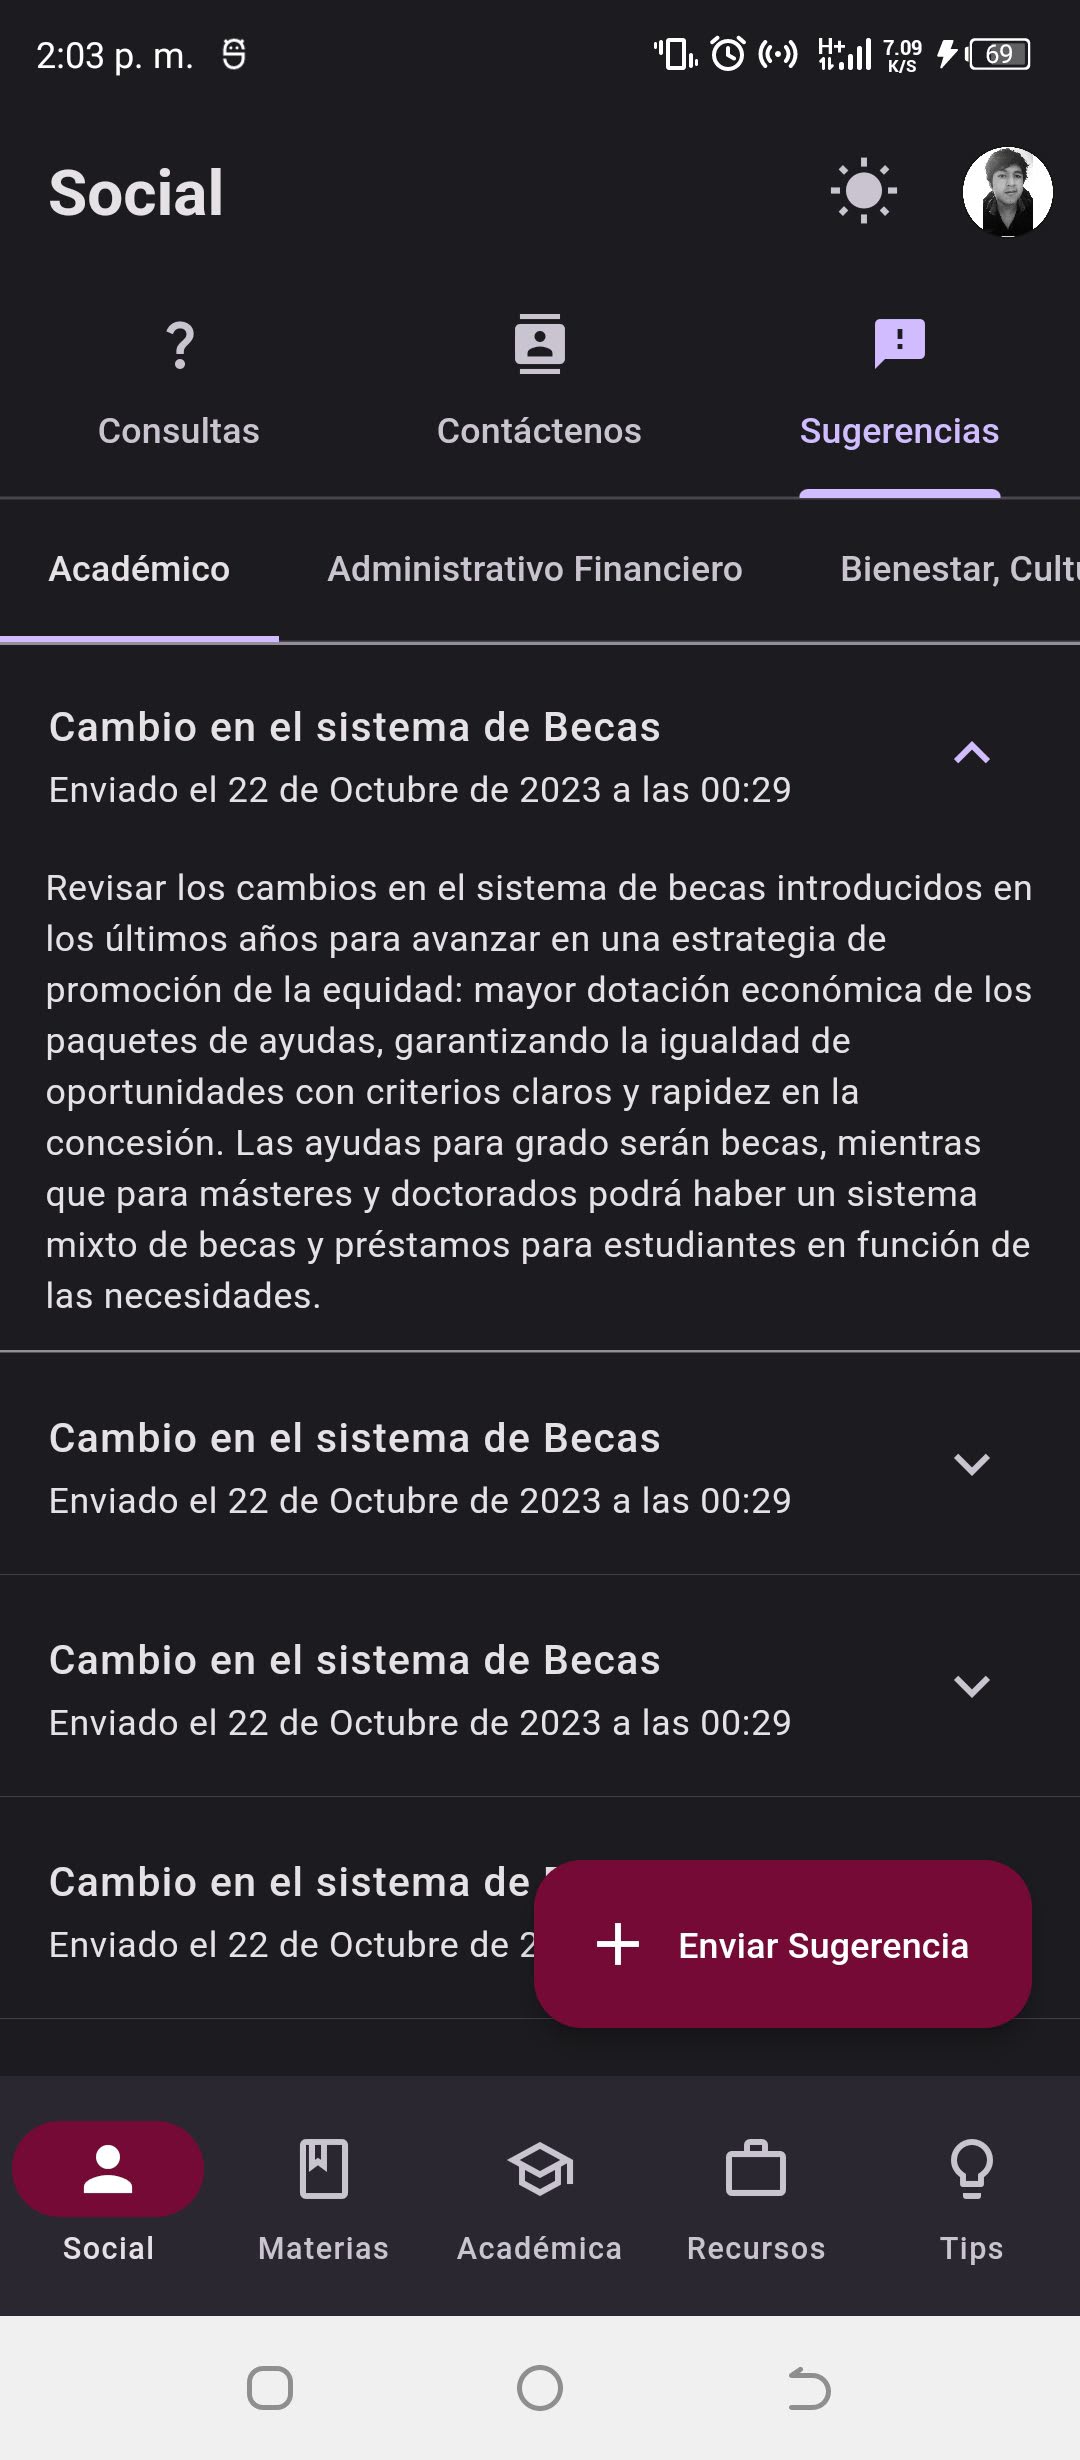 2:03 p. m.
H+
7.09
K/S
69
Social
Consultas
Contáctenos
Sugerencias
Académico
Administrativo Financiero
Bienestar, Cult
Cambio en el sistema de Becas
Enviado el 22 de Octubre de 2023 a las 00:29
Revisar los cambios en el sistema de becas introducidos en
los últimos años para avanzar en una estrategia de
promoción de la equidad: mayor dotación económica de los
paquetes de ayudas, garantizando la igualdad de
oportunidades con criterios claros y rapidez en la
concesión. Las ayudas para grado serán becas, mientras
que para másteres y doctorados podrá haber un sistema
mixto de becas y préstamos para estudiantes en función de
las necesidades.
Cambio en el sistema de Becas
Enviado el 22 de Octubre de 2023 a las 00:29
Cambio en el sistema de Becas
Enviado el 22 de Octubre de 2023 a las 00:29
Cambio en el sistema de
Enviado el 22 de Octubre de 2
Enviar Sugerencia
Social
Materias
Académica
Recursos
Tips